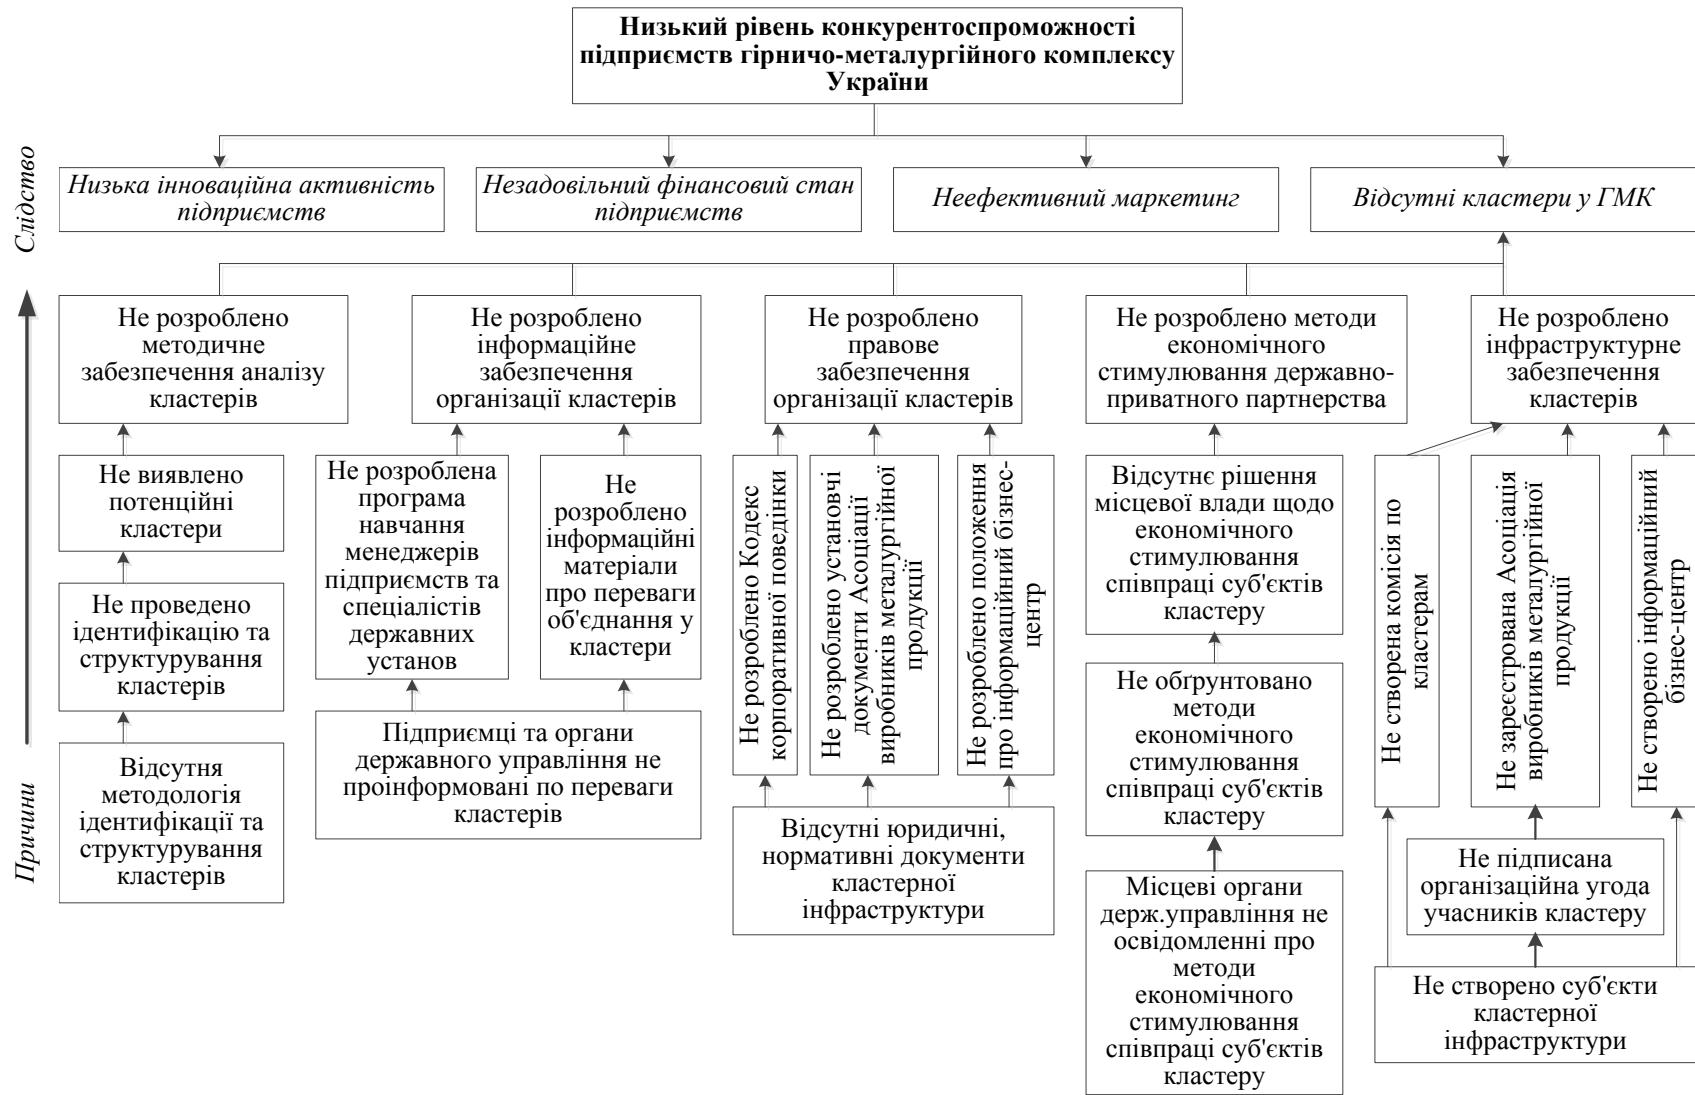 Низький рівень конкурентоспроможності
підприємств гірничо-металургійного комплексу
України
Слідство
Низька інноваційна активність
підприємств
Незадовільний фінансовий стан
підприємств
Неефективний маркетинг
Відсутні кластери у ГМК
Не розроблено
методичне
забезпечення аналізу
кластерів
Не розроблено
інформаційне
забезпечення
організації кластерів
Не розроблено
правове
забезпечення
організації кластерів
Не розроблено методи
економічного
стимулювання державно-
приватного партнерства
Не розроблено
інфраструктурне
забезпечення
кластерів
Не виявлено
потенційні
кластери
Не проведено
ідентифікацію та
структурування
кластерів
Відсутня
методологія
ідентифікації та
структурування
кластерів
Не розроблена
програма
навчання
менеджерів
підприємств та
спеціалістів
державних
установ
Не
розроблено
інформаційні
матеріали
про переваги
об'єднання у
кластери
Підприємці та органи
державного управління не
проінформовані по переваги
кластерів
Не розроблено Кодекс
корпоративної поведінки
Не розроблено установчі
документи Асоціації
виробників металургійної
продукції
Не розроблено положення
про інформаційний бізнес-
центр
Відсутні юридичні,
нормативні документи
кластерної
інфраструктури
Відсутнє рішення
місцевої влади щодо
економічного
стимулювання
співпраці суб'єктів
кластеру
Не обґрунтовано
методи
економічного
стимулювання
співпраці суб'єктів
кластеру
Місцеві органи
держ.управління не
освідомленні про
методи
економічного
стимулювання
співпраці суб'єктів
кластеру
Не створена комісія по
кластерам
Не зареєстрована Асоціація
виробників металургійної
продукції
Не створено інформаційний
бізнес-центр
Не підписана
організаційна угода
учасників кластеру
Не створено суб'єкти
кластерної
інфраструктури
Причини